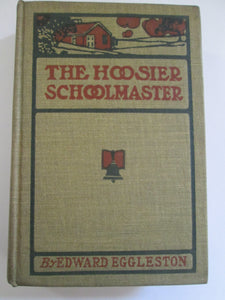 THE HOOSIER
SCHOOLMASTER
By EDWARD EGGLESTON